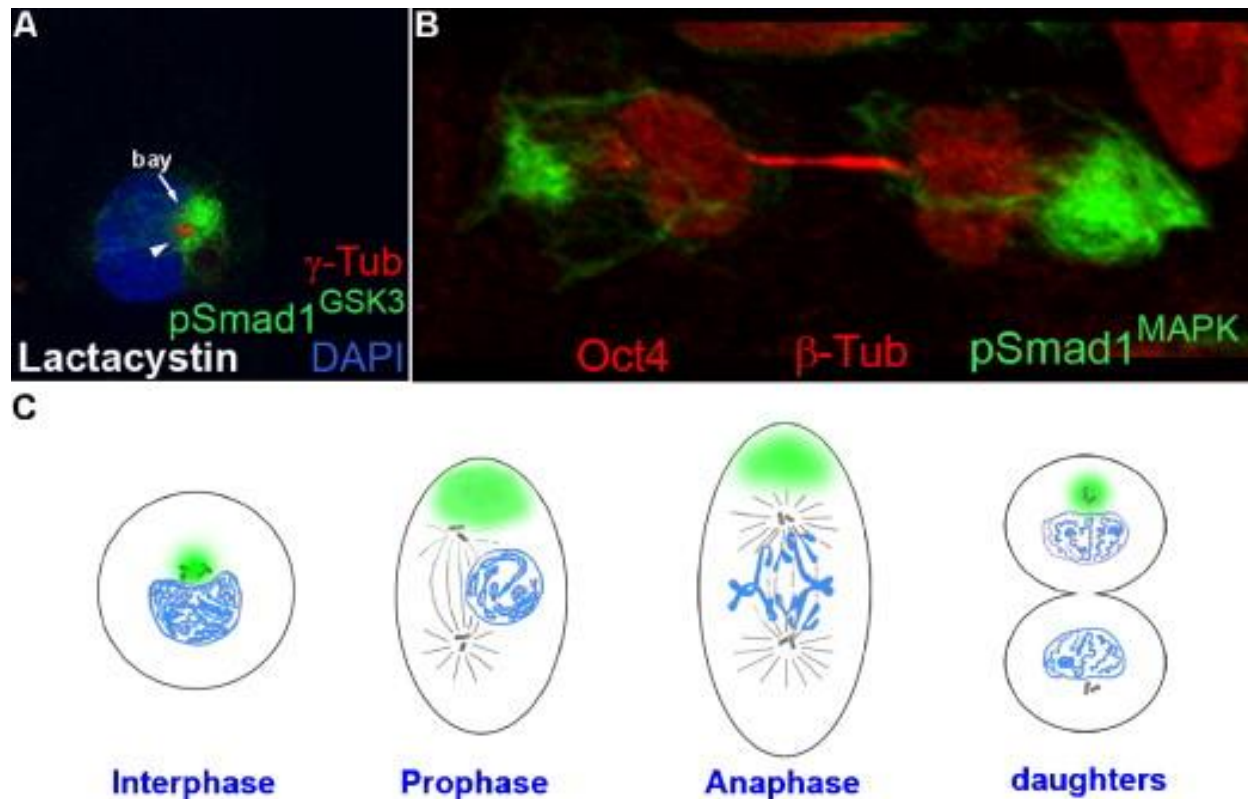 A
bay
γ-Tub
pSmad1GSK3
Lactacystin DAPI
B
Oct4 β-Tub pSmad1MAPK
C
Interphase Prophase Anaphase daughters